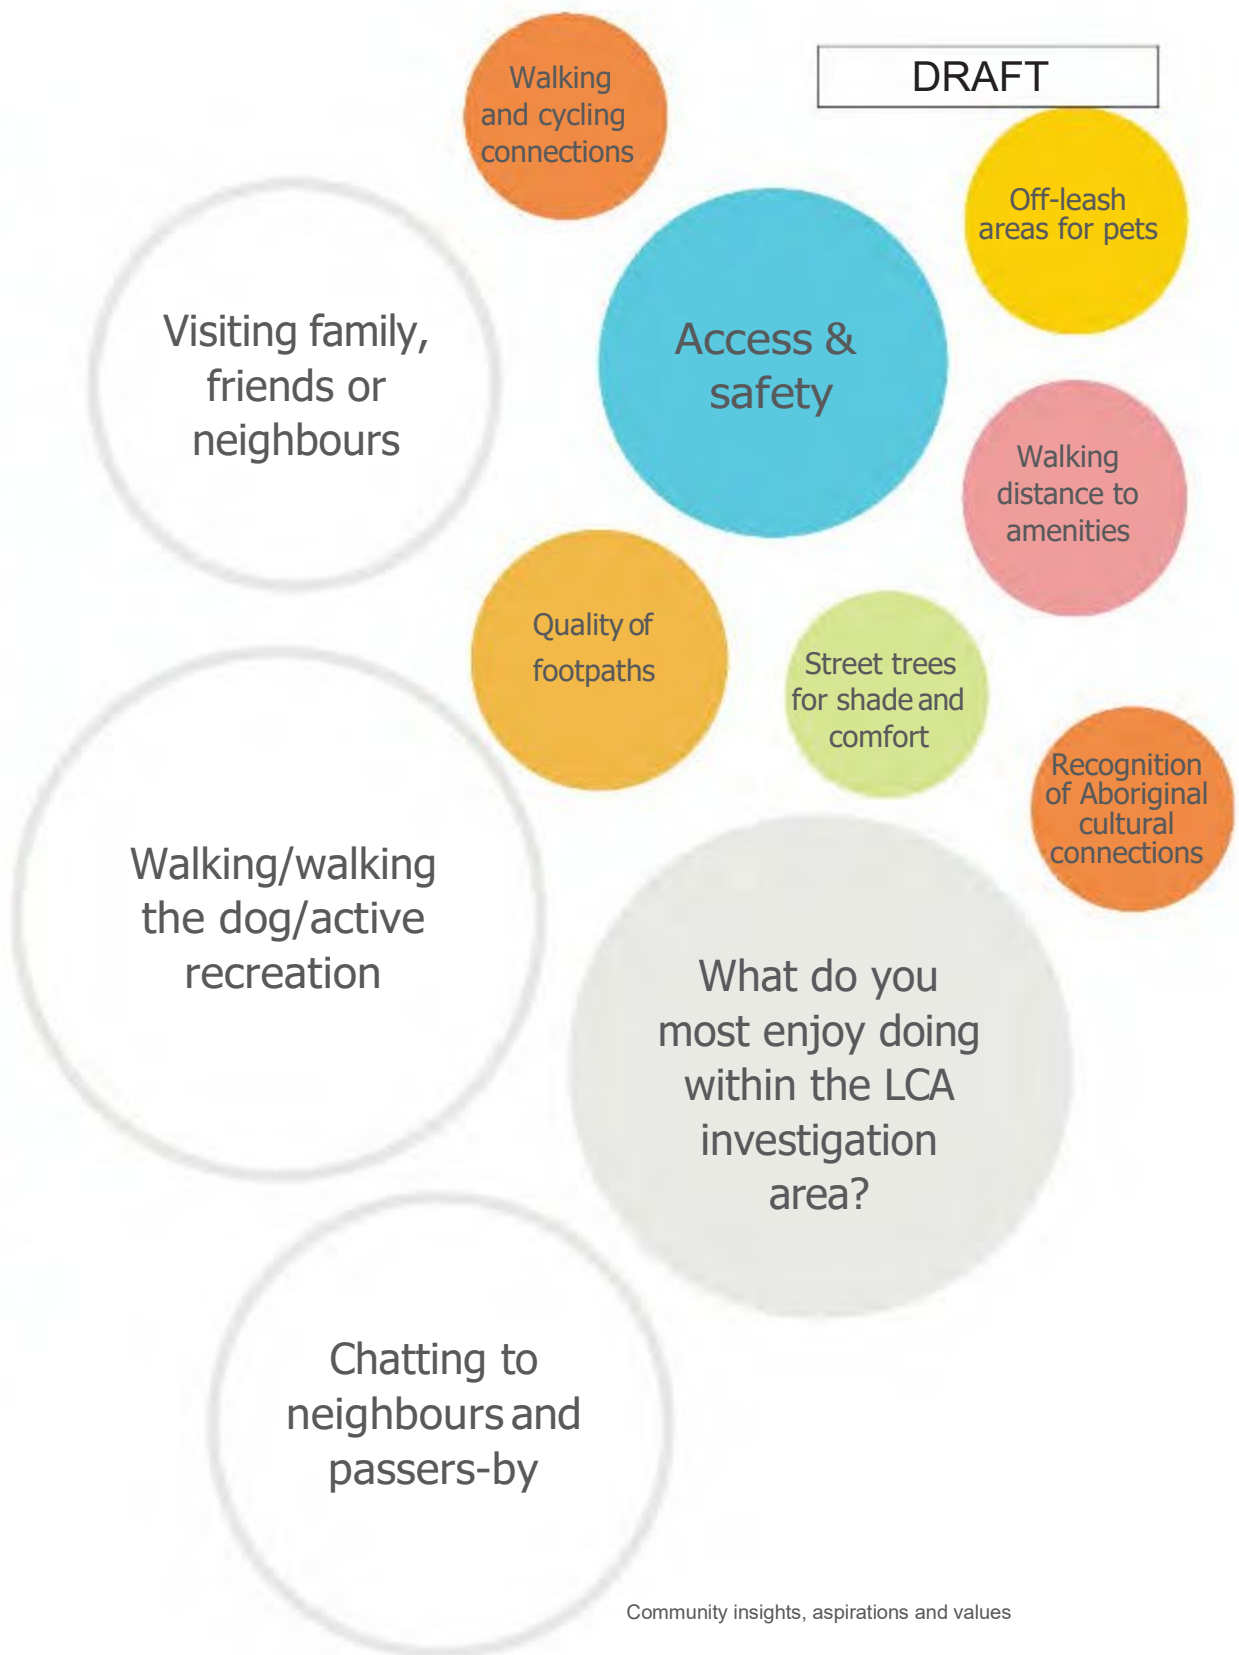 DRAFT
Walking
and cycling
connections
Off-leash
areas for pets
Visiting family,
friends or
neighbours
Access &
safety
Walking
distance to
amenities
Quality of
footpaths
Street trees
for shade and
comfort
Recognition
of Aboriginal
cultural
connections
Walking/walking
the dog/active
recreation
What do you
most enjoy doing
within the LCA
investigation
area?
Chatting to
neighbours and
passers-by
Community insights, aspirations and values